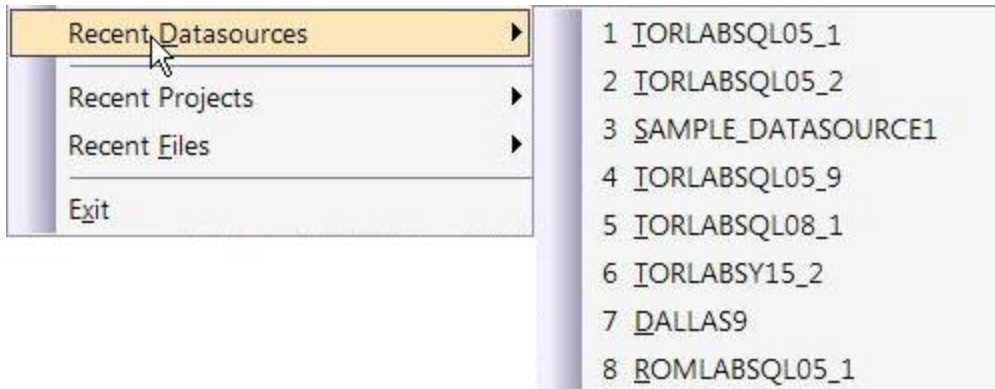 Recent Datasources
Recent Projects
Recent Files
Exit
1 TORLABSQL05_1
2 TORLABSQL05_2
3 SAMPLE_DATASOURCE1
4 TORLABSQL05_9
5 TORLABSQL08_1
6 TORLABSY15_2
7 DALLAS9
8 ROMLABSQL05_1